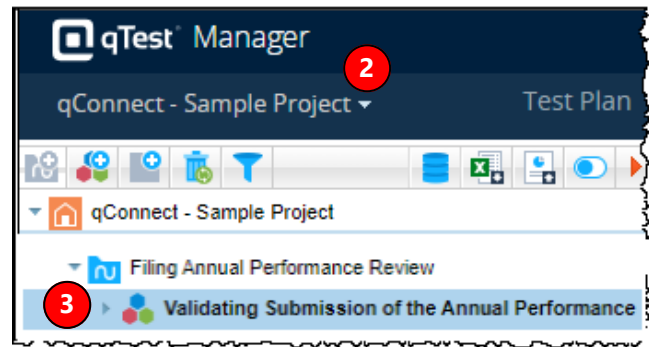 qTest Manager
2
qConnect - Sample Project
Test Plan
qConnect - Sample Project
Filing Annual Performance Review
3
Validating Submission of the Annual Performance